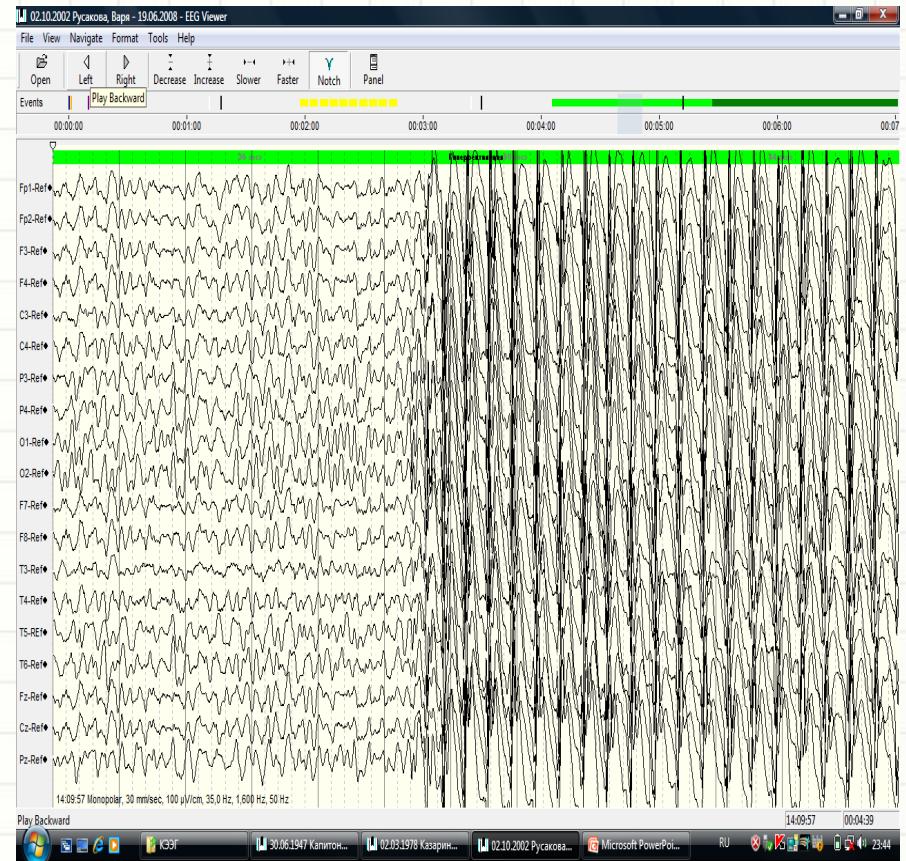 02.10.2002 Русакова, Варя - 19.06.2008 - EEG Viewer
File View Navigate Format Tools Help
Open Left Right Decrease Increase Slower Faster Notch Panel
Play Backward
Events
00:00:00 00:01:00 00:02:00 00:03:00 00:04:00 00:05:00 00:06:00 00:07
Fp1-Ref
Fp2-Ref
F3-Ref
F4-Ref
C3-Ref
C4-Ref
P3-Ref
P4-Ref
O1-Ref
O2-Ref
F7-Ref
F8-Ref
T3-Ref
T4-Ref
T5-REf
T6-Ref
Fz-Ref
Cz-Ref
Pz-Ref
14:09:57 Monopolar, 30 mm/sec, 100 µV/cm, 35,0 Hz, 1,600 Hz, 50 Hz
Play Backward 14:09:57 00:04:39
КЭЭГ 30.06.1947 Капитон... 02.03.1978 Казарин... 02.10.2002 Русакова... Microsoft PowerPoi... RU 23:44